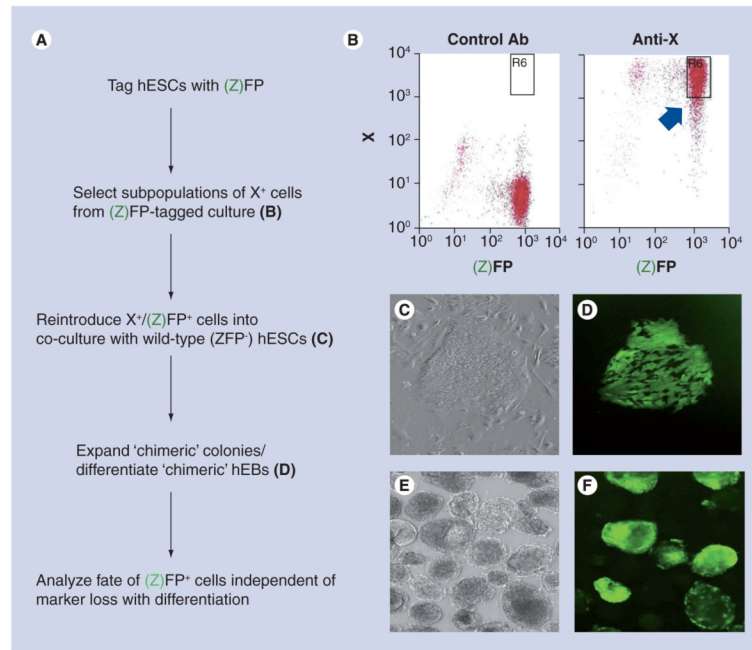 A
Tag hESCs with (Z)FP
Select subpopulations of X⁺ cells
from (Z)FP-tagged culture (B)
Reintroduce X⁺/(Z)FP⁺ cells into
co-culture with wild-type (ZFP⁻) hESCs (C)
Expand ‘chimeric’ colonies/
differentiate ‘chimeric’ hEBs (D)
Analyze fate of (Z)FP⁺ cells independent of
marker loss with differentiation
B
Control Ab
Anti-X
X
10⁴
10³
10²
10¹
10⁰
R6
10⁰ 10¹ 10² 10³ 10⁴
(Z)FP
R6
10⁰ 10¹ 10² 10³ 10⁴
(Z)FP
C
D
E
F